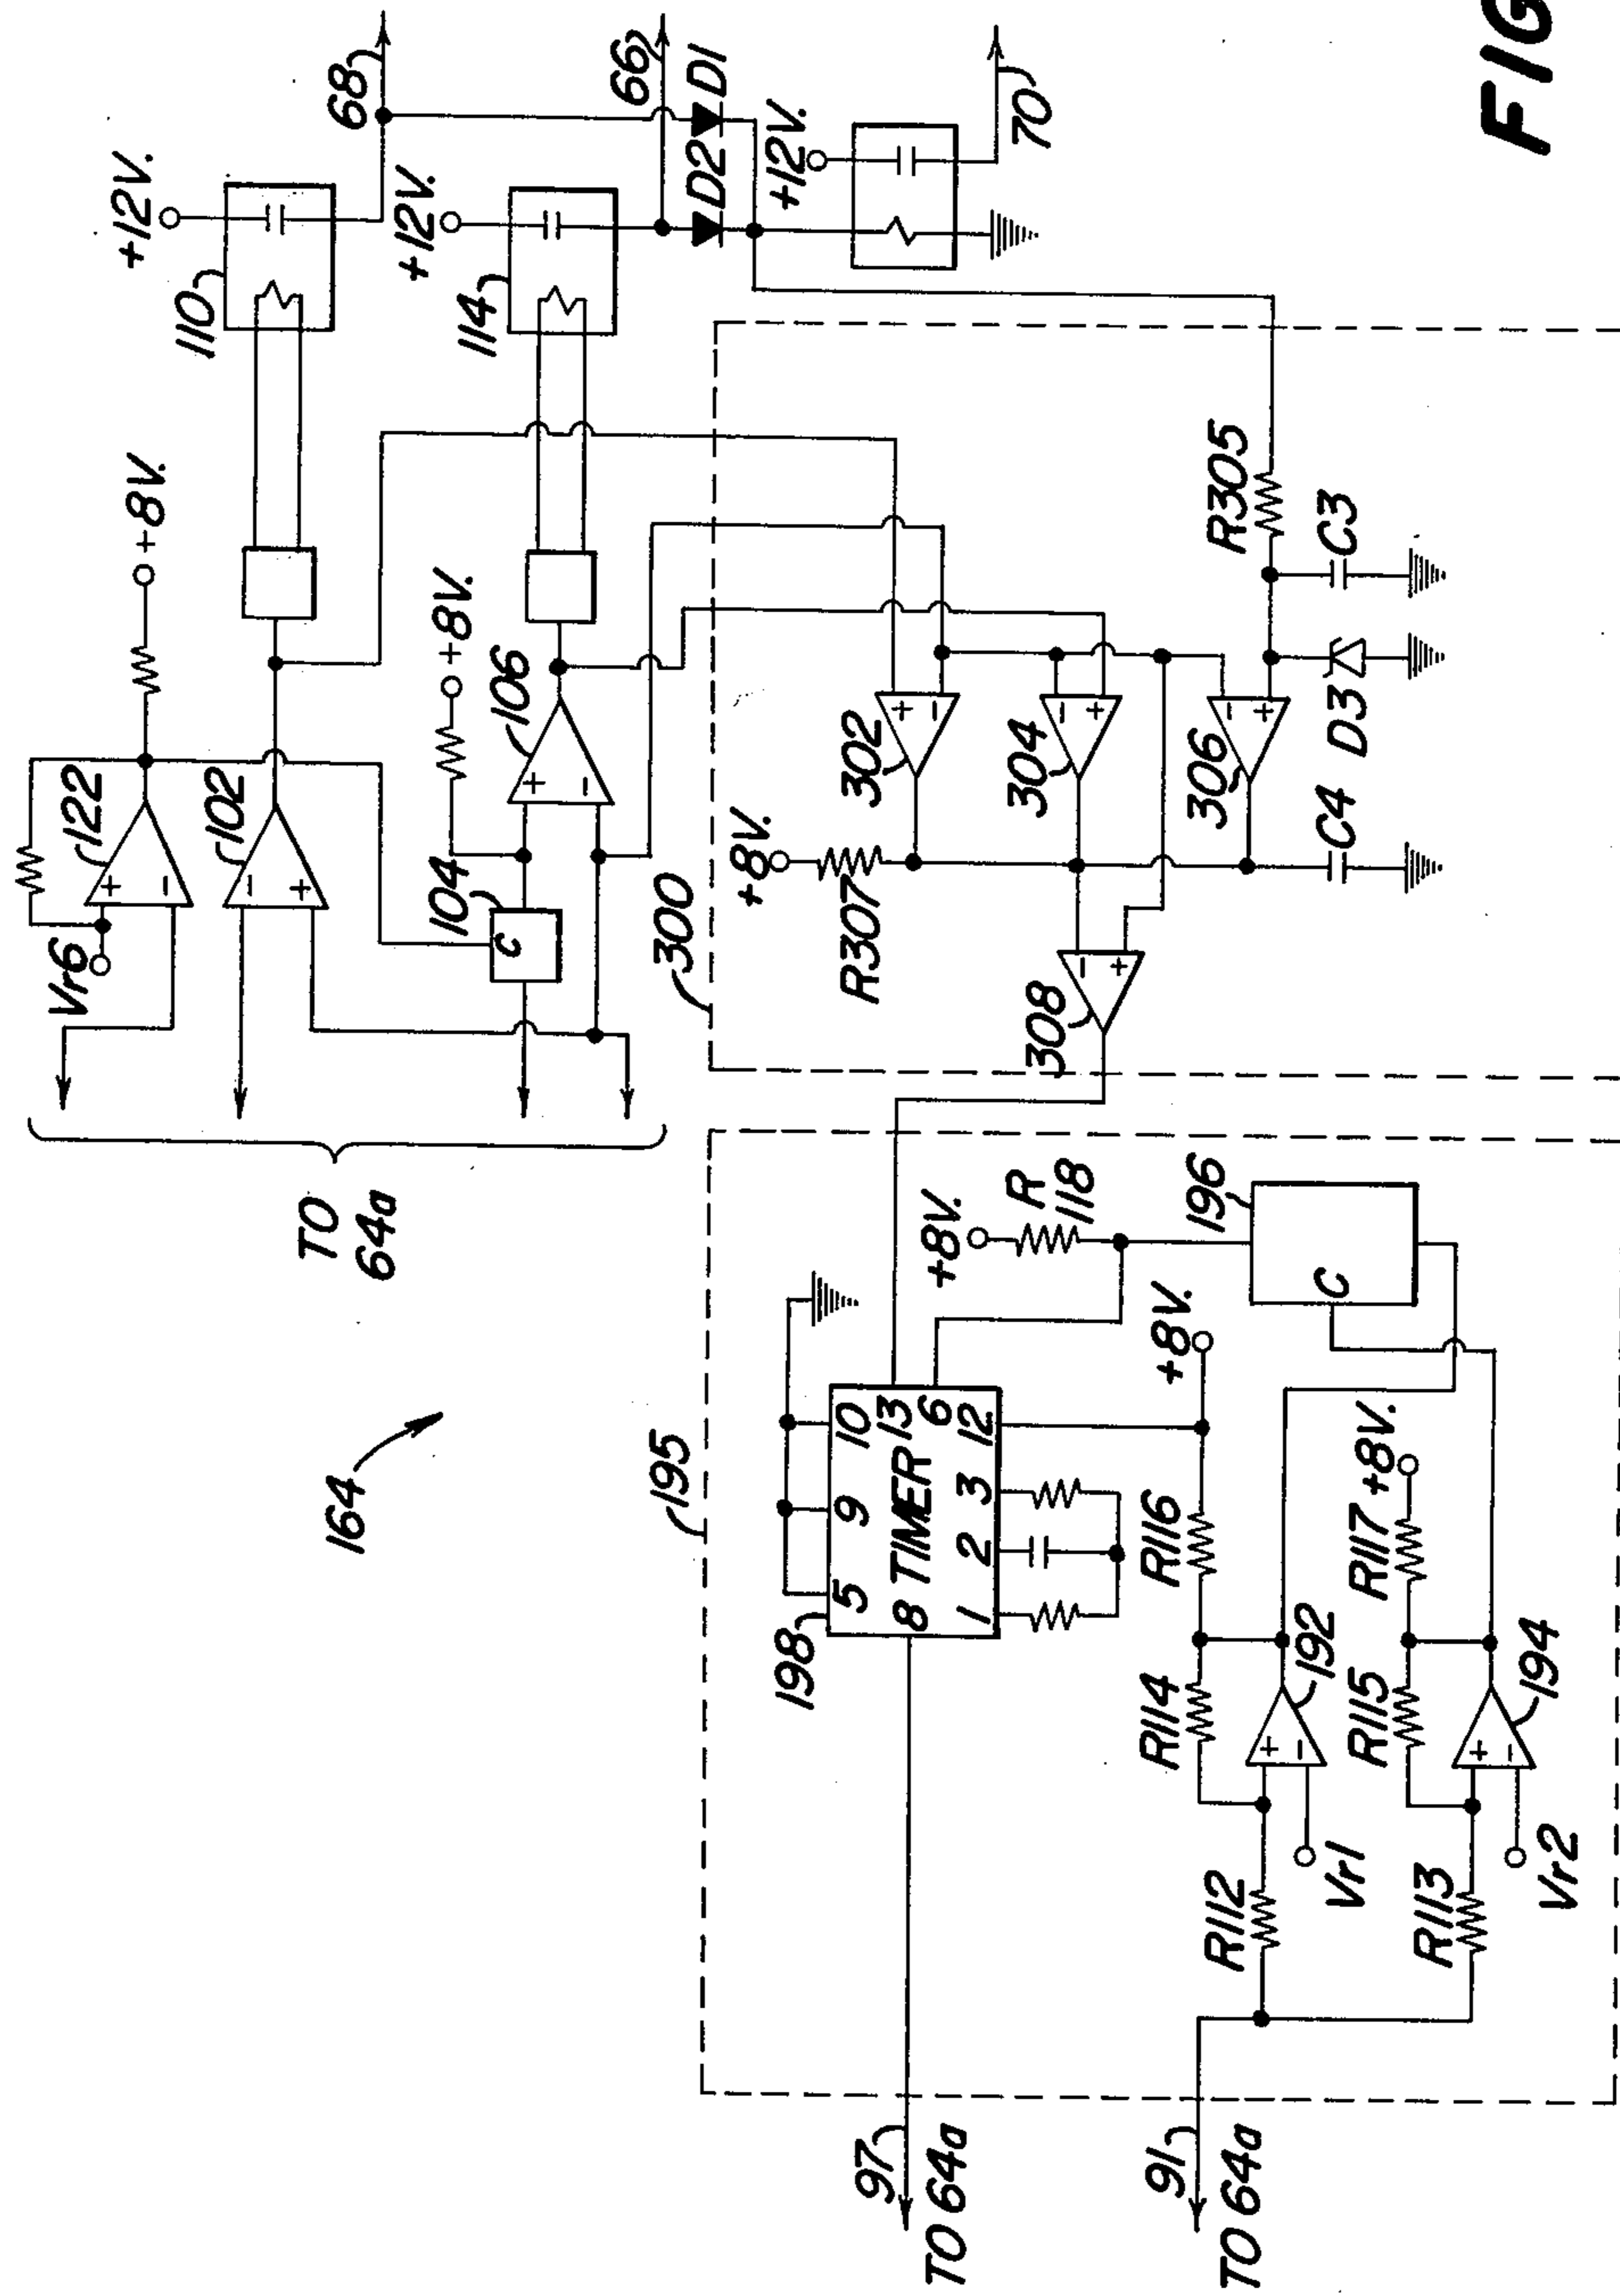 +12V.
110
68
+12V.
114
66
D2
D1
+12V.
70
+8V.
122
Vr6
102
+8V.
106
104
C
+
−
−
+
+
−
TO
64a
164
300
+8V.
R307
302
+
−
304
−
+
306
−
+
308
−
+
R305
C3
D3
C4
195
198
5
9
10
8
TIMER
13
6
1
2
3
12
+8V.
R
118
196
C
+8V.
R116
R114
192
+
−
R112
Vr1
R117
+8V.
R115
194
+
−
R113
Vr2
97
TO 64a
91
TO 64a
FIG